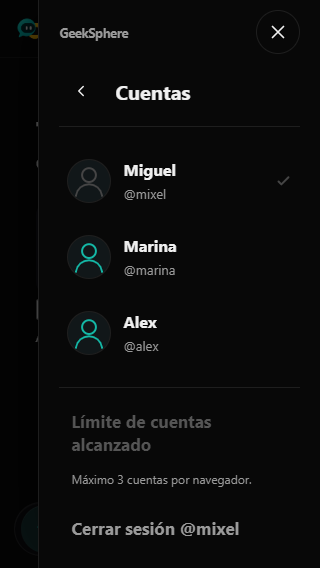 GeekSphere
Cuentas
Miguel
@mixel
Marina
@marina
Alex
@alex
Límite de cuentas
alcanzado
Máximo 3 cuentas por navegador.
Cerrar sesión @mixel